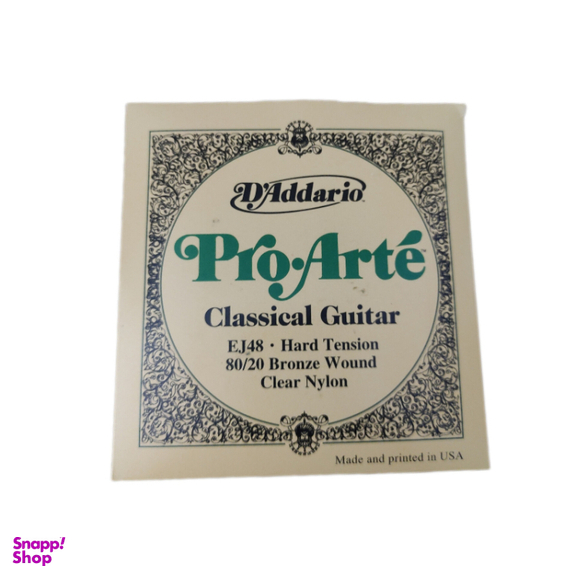 D'Addario
Pro·Arté™
Classical Guitar
EJ48 · Hard Tension
80/20 Bronze Wound
Clear Nylon
Made and printed in USA
Snapp!
Shop